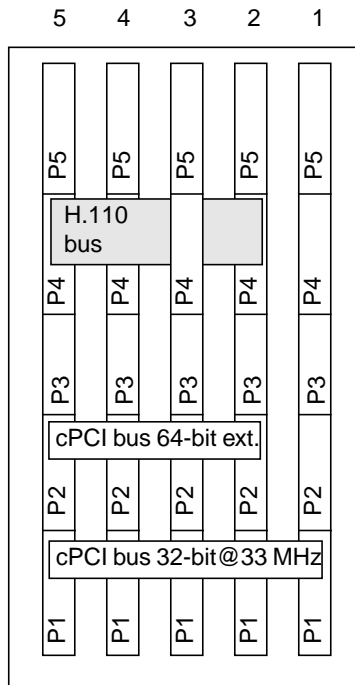 5 4 3 2 1
P5 P5 P5 P5 P5
H.110
bus
P4 P4 P4 P4 P4
P3 P3 P3 P3 P3
cPCI bus 64-bit ext.
P2 P2 P2 P2 P2
cPCI bus 32-bit@33 MHz
P1 P1 P1 P1 P1